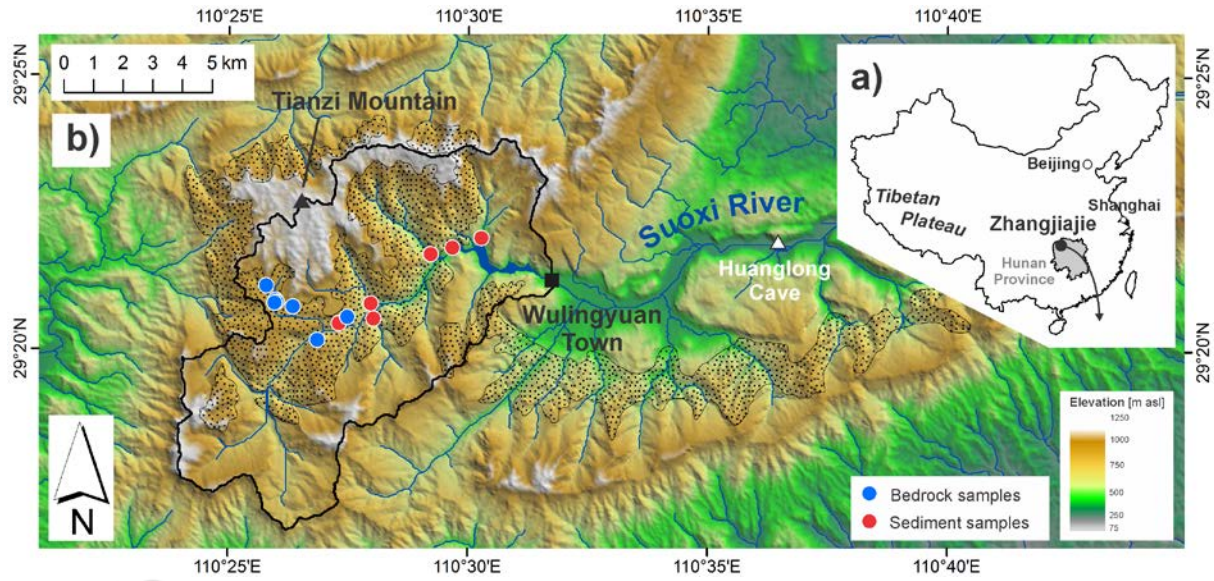 110°25'E
110°30'E
110°35'E
110°40'E
29°25'N
29°25'N
0 1 2 3 4 5 km
Tianzi Mountain
b)
a)
Beijing
Tibetan
Plateau
Shanghai
Zhangjiajie
Hunan
Province
Suoxi River
Huanglong
Cave
Wulingyuan
Town
29°20'N
29°20'N
Elevation [m asl]
1250
1000
750
500
250
75
N
Bedrock samples
Sediment samples
110°25'E
110°30'E
110°35'E
110°40'E